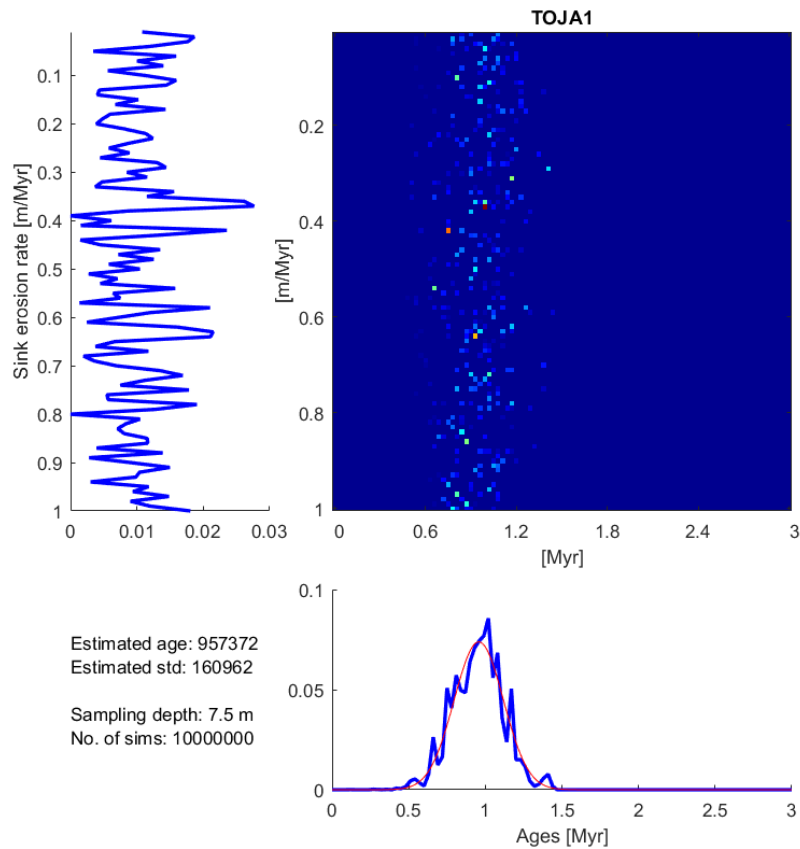 TOJA1
0.1
0.2
0.3
0.4
0.5
0.6
0.7
0.8
0.9
1
Sink erosion rate [m/Myr]
0 0.01 0.02 0.03
0.2
0.4
0.6
0.8
1
[m/Myr]
0 0.6 1.2 1.8 2.4 3
[Myr]
Estimated age: 957372
Estimated std: 160962
Sampling depth: 7.5 m
No. of sims: 10000000
0.1
0.05
0
0 0.5 1 1.5 2 2.5 3
Ages [Myr]